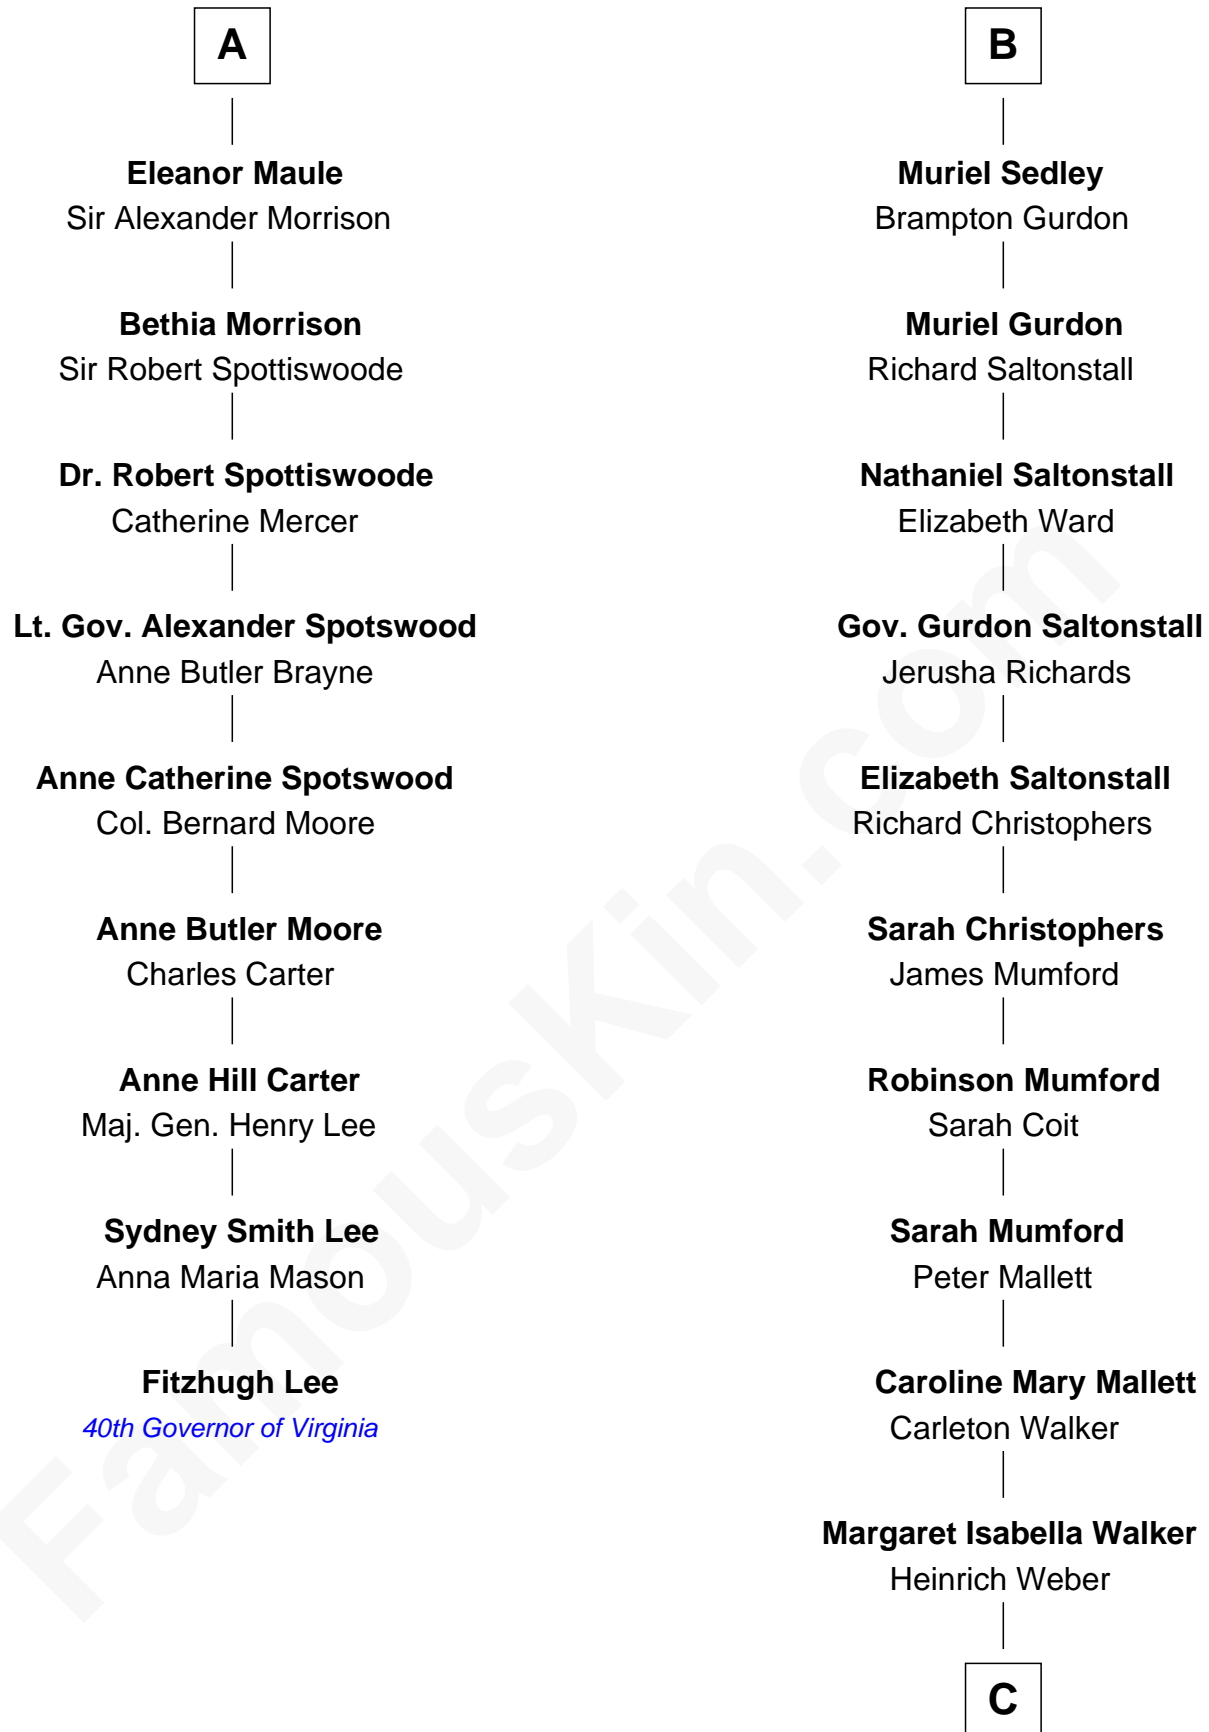 A
Eleanor Maule
Sir Alexander Morrison
Bethia Morrison
Sir Robert Spottiswoode
Dr. Robert Spottiswoode
Catherine Mercer
Lt. Gov. Alexander Spotswood
Anne Butler Brayne
Anne Catherine Spotswood
Col. Bernard Moore
Anne Butler Moore
Charles Carter
Anne Hill Carter
Maj. Gen. Henry Lee
Sydney Smith Lee
Anna Maria Mason
Fitzhugh Lee
40th Governor of Virginia
B
Muriel Sedley
Brampton Gurdon
Muriel Gurdon
Richard Saltonstall
Nathaniel Saltonstall
Elizabeth Ward
Gov. Gurdon Saltonstall
Jerusha Richards
Elizabeth Saltonstall
Richard Christophers
Sarah Christophers
James Mumford
Robinson Mumford
Sarah Coit
Sarah Mumford
Peter Mallett
Caroline Mary Mallett
Carleton Walker
Margaret Isabella Walker
Heinrich Weber
C
FamousKin.com